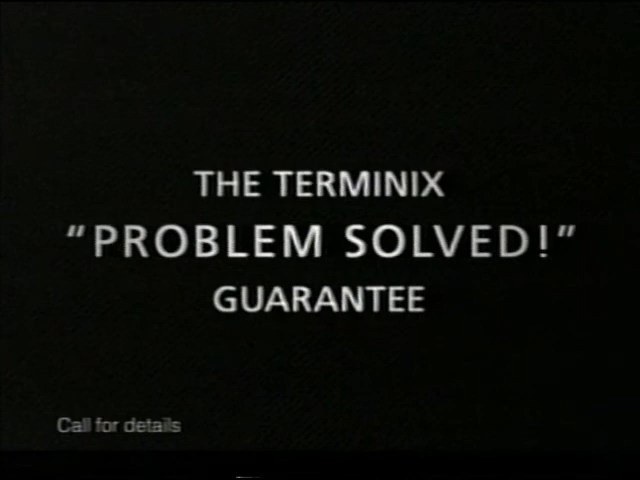 THE TERMINIX
“PROBLEM SOLVED!”
GUARANTEE
Call for details